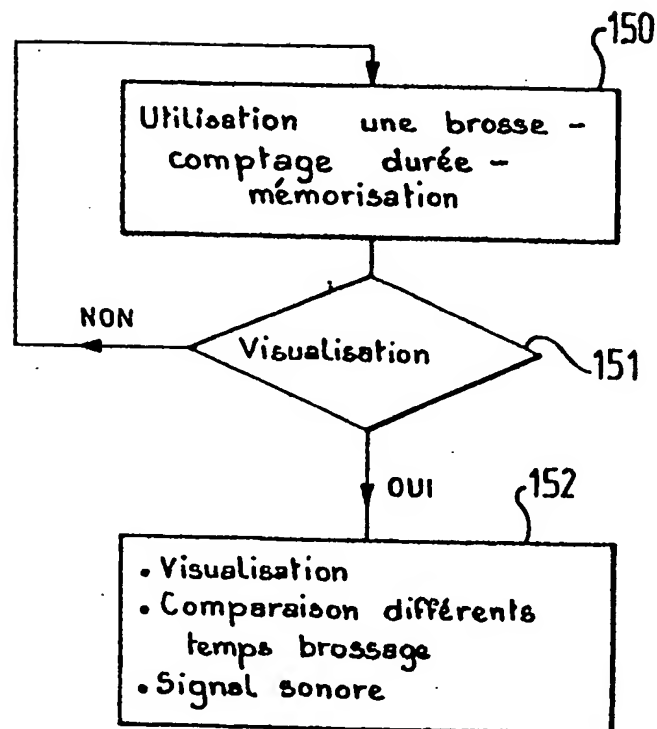 150
Utilisation une brosse -
comptage durée -
mémorisation
NON
Visualisation
151
OUI
152
• Visualisation
• Comparaison différents
temps brossage
• Signal sonore